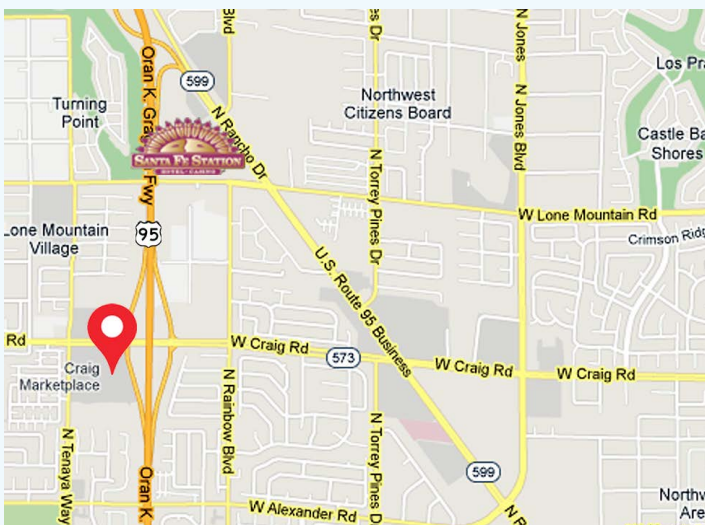 Blvd
N Jones
Oran K. Gra
599
Los Pra
Turning
Point
Northwest
Citizens Board
N Rancho Dr
N Jones Blvd
SANTA FE STATION
HOTEL • CASINO
Castle Ba
Shores
Fwy
N Torrey Pines Dr
W Lone Mountain Rd
Lone Mountain
Village
95
Crimson Ridg
U.S. Route 95 Business
Rd
W Craig Rd
573
W Craig Rd
W Craig Rd
Craig
Marketplace
N Rainbow Blvd
N Tenaya Way
N Torrey Pines D
Oran K
599
Northw
Are
W Alexander Rd
N R